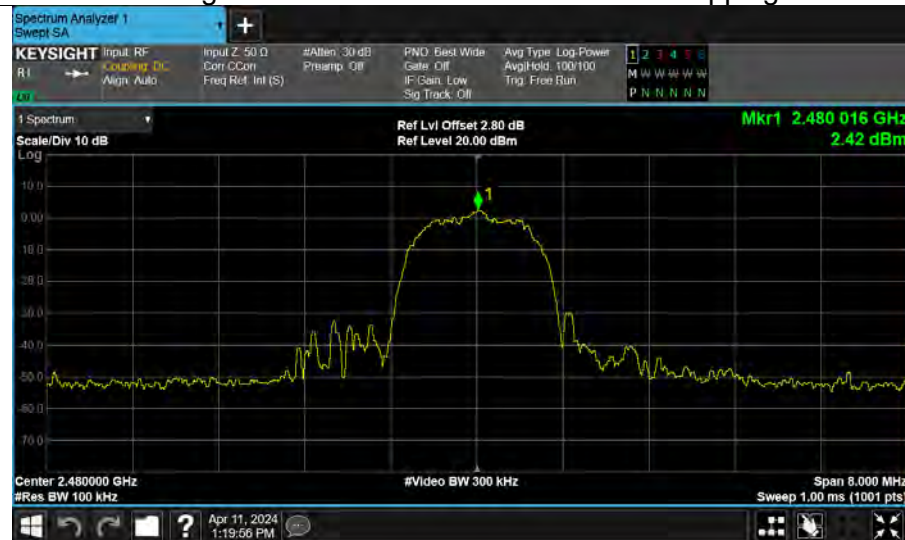 Spectrum Analyzer 1
Swept SA
+
KEYSIGHT
Input: RF
Coupling: DC
Align: Auto
Input Z: 50 Ω
Corr CCorr
Freq Ref: Int (S)
#Atten: 30 dB
Preamp: Off
PNO: Best Wide
Gate: Off
IF Gain: Low
Sig Track: Off
Avg Type: Log-Power
Avg|Hold: 100/100
Trig: Free Run
1 2 3 4 5 6
M W W W W W
P N N N N N
1 Spectrum
Scale/Div 10 dB
Log
Ref Lvl Offset 2.80 dB
Ref Level 20.00 dBm
Mkr1 2.480 016 GHz
2.42 dBm
1
10.0
0.00
-10.0
-20.0
-30.0
-40.0
-50.0
-60.0
-70.0
Center 2.480000 GHz
#Res BW 100 kHz
#Video BW 300 kHz
Span 8.000 MHz
Sweep 1.00 ms (1001 pts)
?
Apr 11, 2024
1:19:56 PM